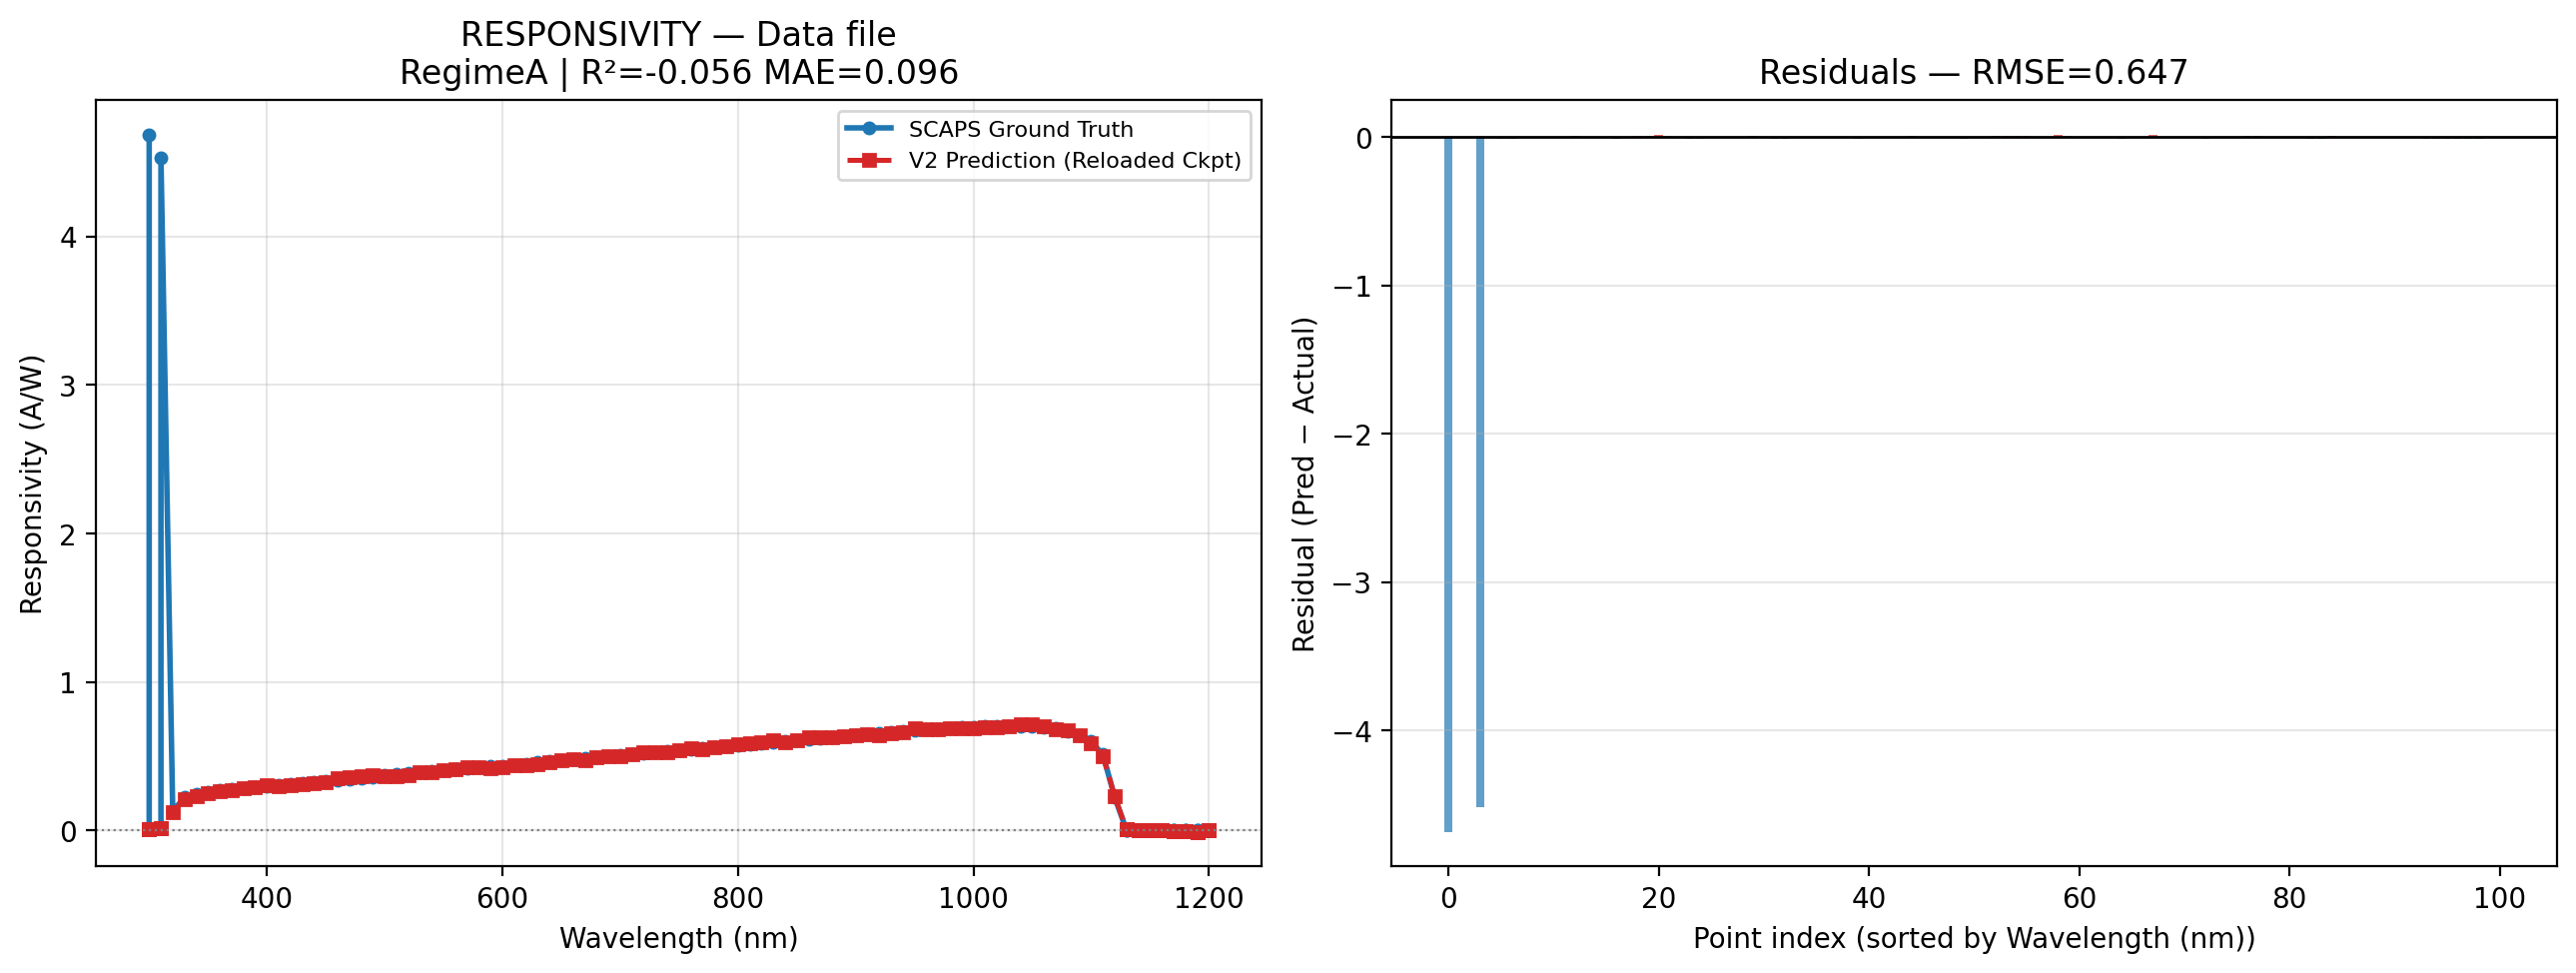 RESPONSIVITY — Data file
RegimeA | R²=-0.056 MAE=0.096
SCAPS Ground Truth
V2 Prediction (Reloaded Ckpt)
Responsivity (A/W)
4
3
2
1
0
400
600
800
1000
1200
Wavelength (nm)
Residuals — RMSE=0.647
Residual (Pred − Actual)
0
−1
−2
−3
−4
0
20
40
60
80
100
Point index (sorted by Wavelength (nm))